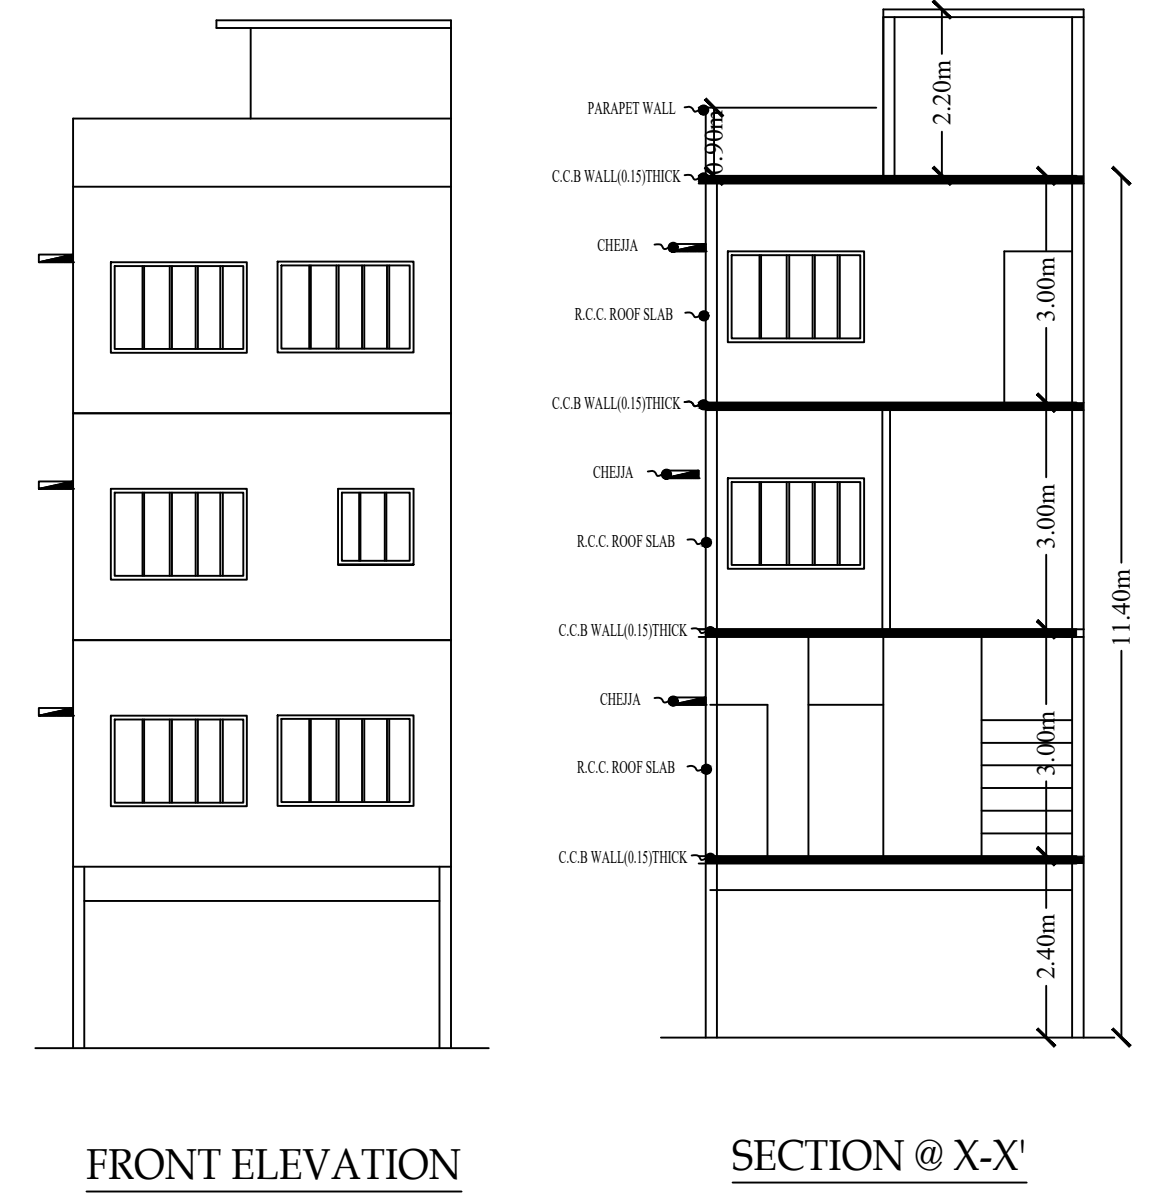 2.20m
PARAPET WALL
0.90m
C.C.B WALL(0.15)THICK
CHEJJA
3.00m
R.C.C. ROOF SLAB
C.C.B WALL(0.15)THICK
CHEJJA
3.00m
R.C.C. ROOF SLAB
11.40m
C.C.B WALL(0.15)THICK
CHEJJA
3.00m
R.C.C. ROOF SLAB
C.C.B WALL(0.15)THICK
2.40m
FRONT ELEVATION
SECTION @ X-X'